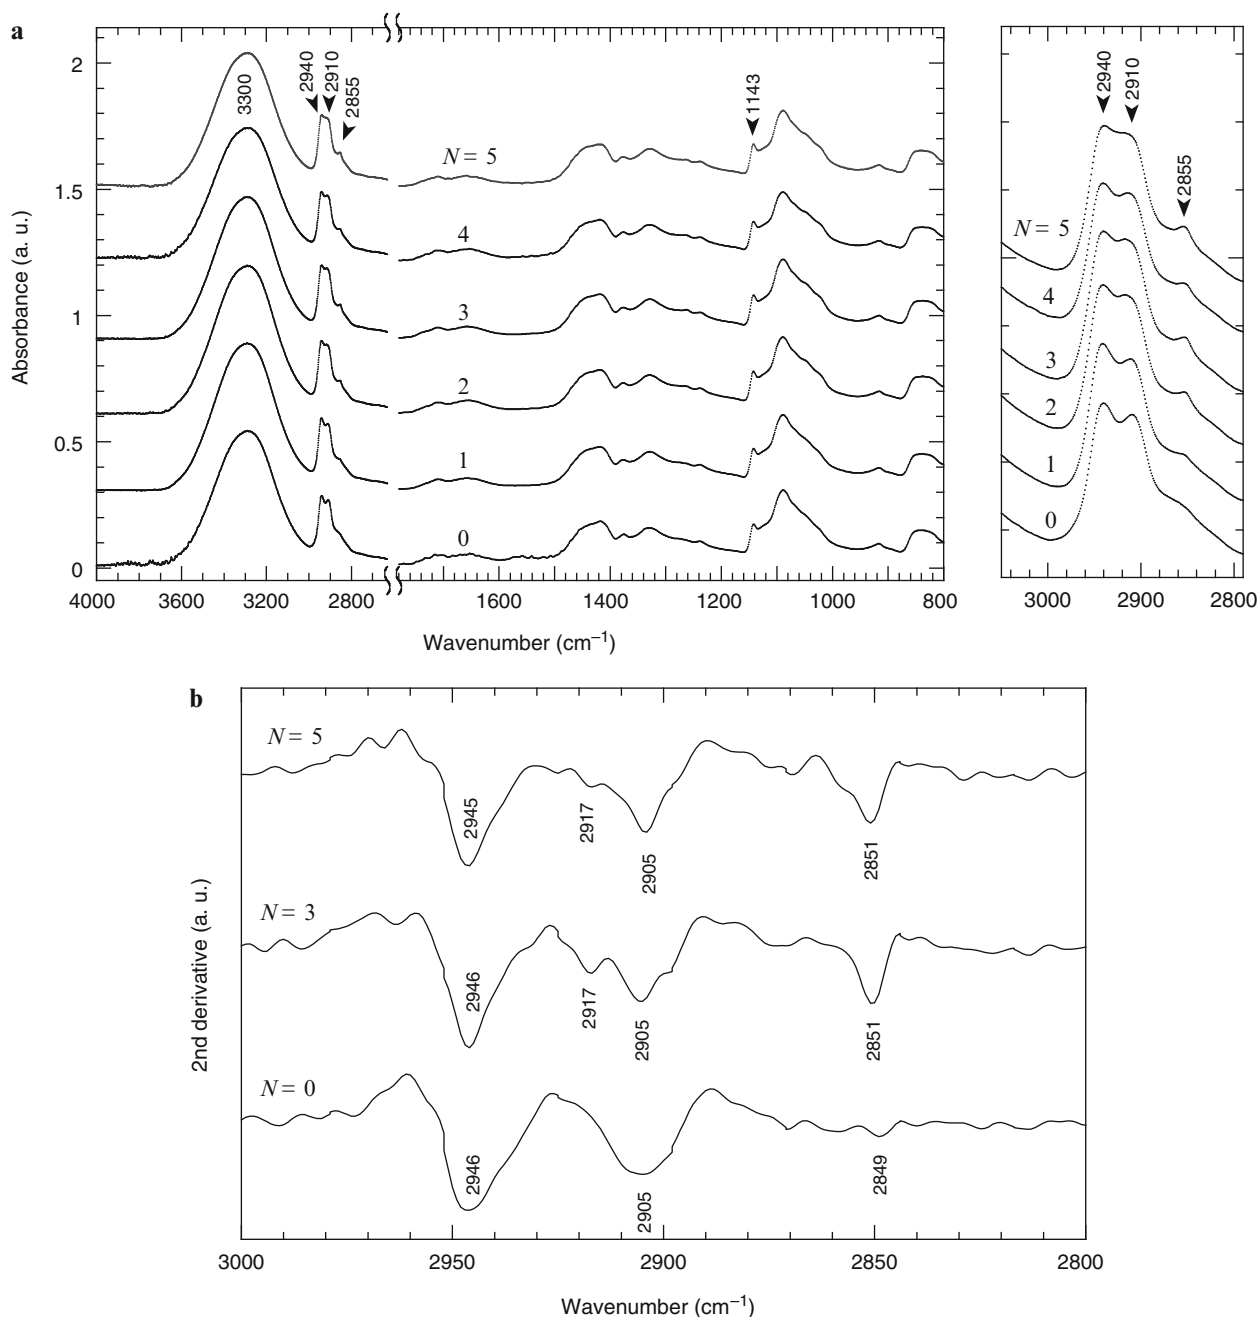 a
2940
2910
2855
3300
1143
N = 5
4
3
2
1
0
2
1.5
1
0.5
0
Absorbance (a. u.)
4000 3600 3200 2800 1600 1400 1200 1000 800
Wavenumber (cm⁻¹)
2940
2910
2855
N = 5
4
3
2
1
0
3000 2900 2800
b
N = 5
2945
2917
2905
2851
N = 3
2946
2917
2905
2851
N = 0
2946
2905
2849
2nd derivative (a. u.)
3000 2950 2900 2850 2800
Wavenumber (cm⁻¹)